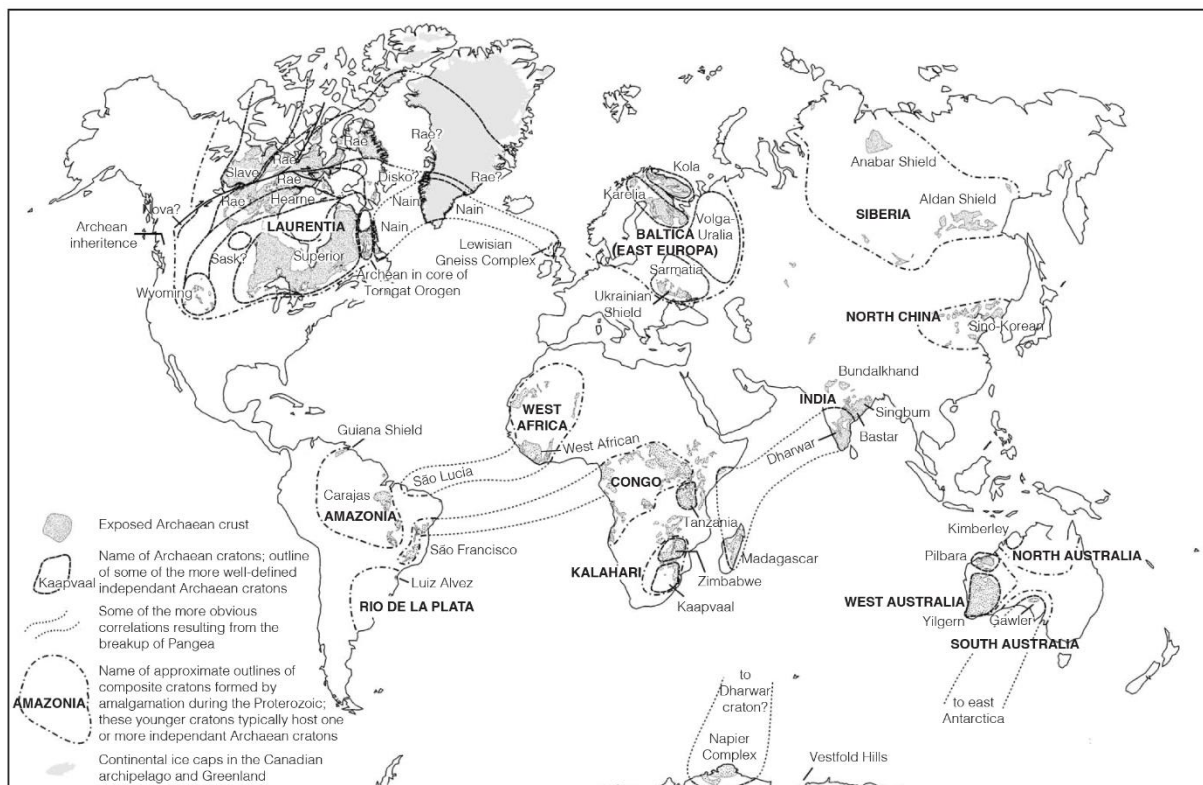 Rae?
Rae
Slave
Rae
Disko?
Rae?
Rae
Rae
Hearne
Nain
Nova?
Nain
Archean
inheritence
LAURENTIA
Nain
Superior
Sask?
Wyoming
Archean in core of
Torngat Orogen
Lewisian
Gneiss Complex
Kola
Karelia
Volga-
Uralia
BALTICA
(EAST EUROPA)
Sarmatia
Ukrainian
Shield
Anabar Shield
Aldan Shield
SIBERIA
NORTH CHINA
Sino-Korean
Bundalkhand
INDIA
Singbum
Bastar
Dharwar
WEST
AFRICA
West African
Guiana Shield
São Lucia
CONGO
Carajas
AMAZONIA
Tanzania
São Francisco
Madagascar
KALAHARI
Zimbabwe
Luiz Alvez
Kaapvaal
RIO DE LA PLATA
Kimberley
Pilbara
NORTH AUSTRALIA
WEST AUSTRALIA
Yilgern
Gawler
SOUTH AUSTRALIA
to
Dharwar
craton?
to east
Antarctica
Napier
Complex
Vestfold Hills
Exposed Archaean crust
Kaapvaal
Name of Archaean cratons; outline
of some of the more well-defined
independant Archaean cratons
Some of the more obvious
correlations resulting from the
breakup of Pangea
AMAZONIA
Name of approximate outlines of
composite cratons formed by
amalgamation during the Proterozoic;
these younger cratons typically host one
or more independant Archaean cratons
Continental ice caps in the Canadian
archipelago and Greenland